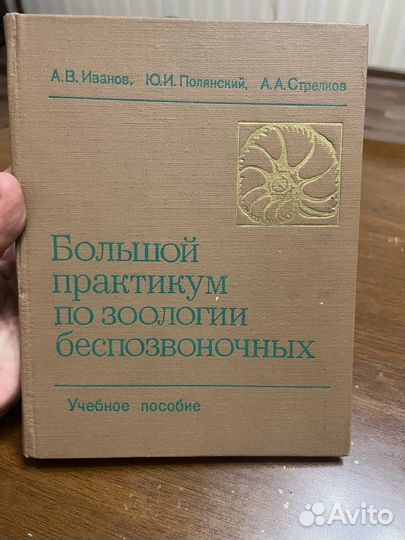 А.В.Иванов, Ю.И.Полянский, А.А.Стрелков
Большой
практикум
по зоологии
беспозвоночных
Учебное пособие
Avito